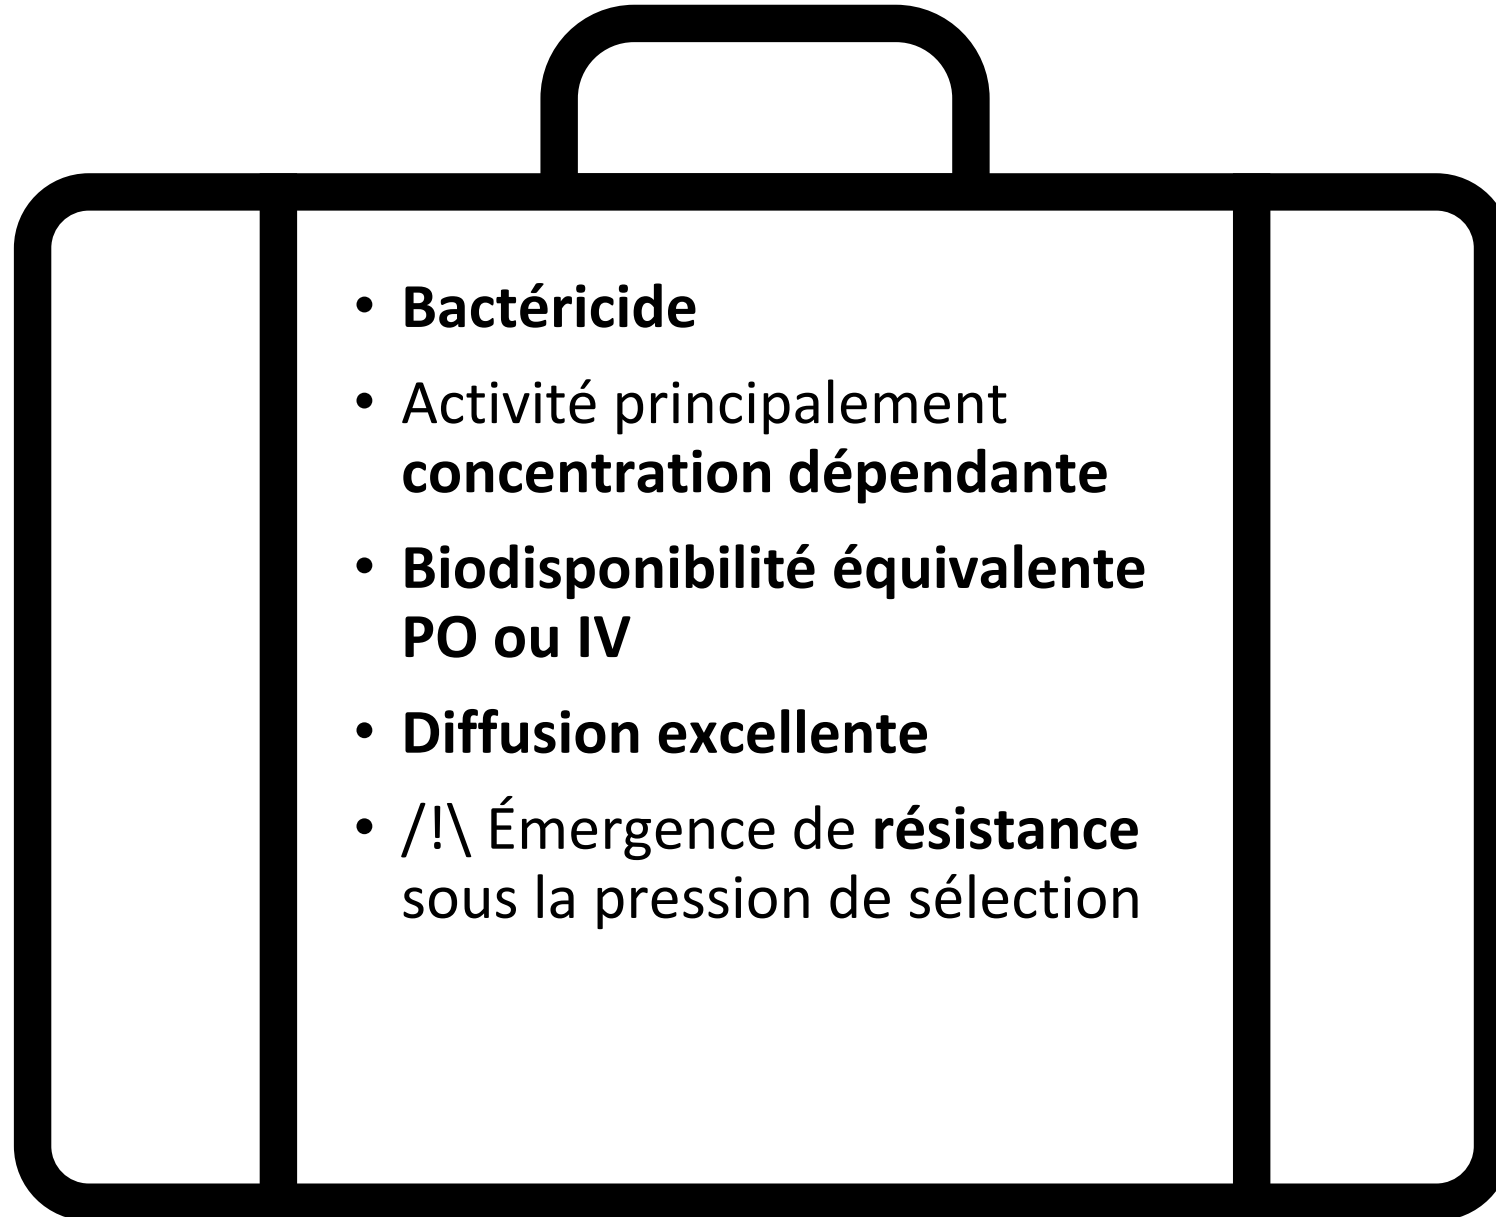 • Bactéricide
• Activité principalement
concentration dépendante
• Biodisponibilité équivalente
PO ou IV
• Diffusion excellente
• /!\ Émergence de résistance
sous la pression de sélection